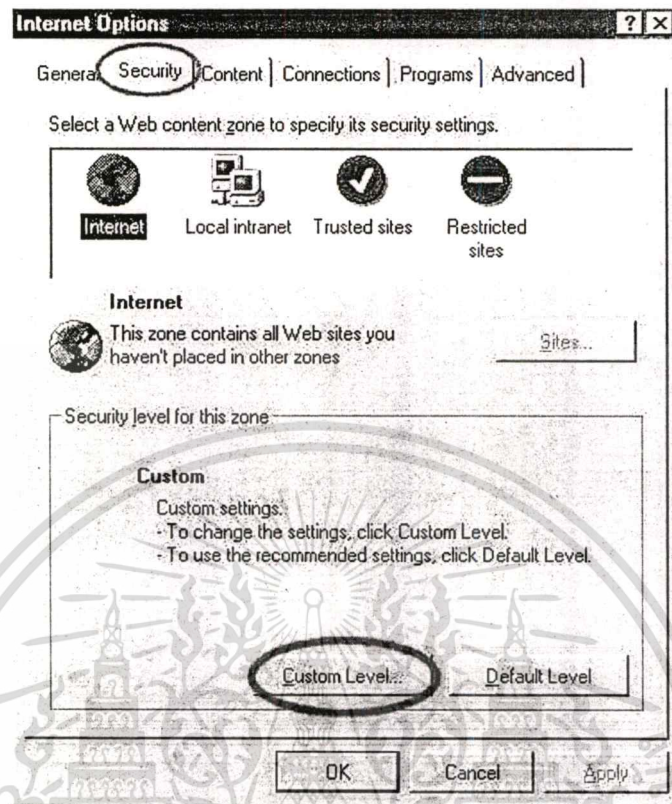 Internet Options ? ×
General Security Content Connections Programs Advanced
Select a Web content zone to specify its security settings.
Internet Local intranet Trusted sites Restricted sites
Internet
This zone contains all Web sites you
haven't placed in other zones
Sites...
Security level for this zone
Custom
Custom settings.
- To change the settings, click Custom Level.
- To use the recommended settings, click Default Level.
Custom Level... Default Level
OK Cancel Apply